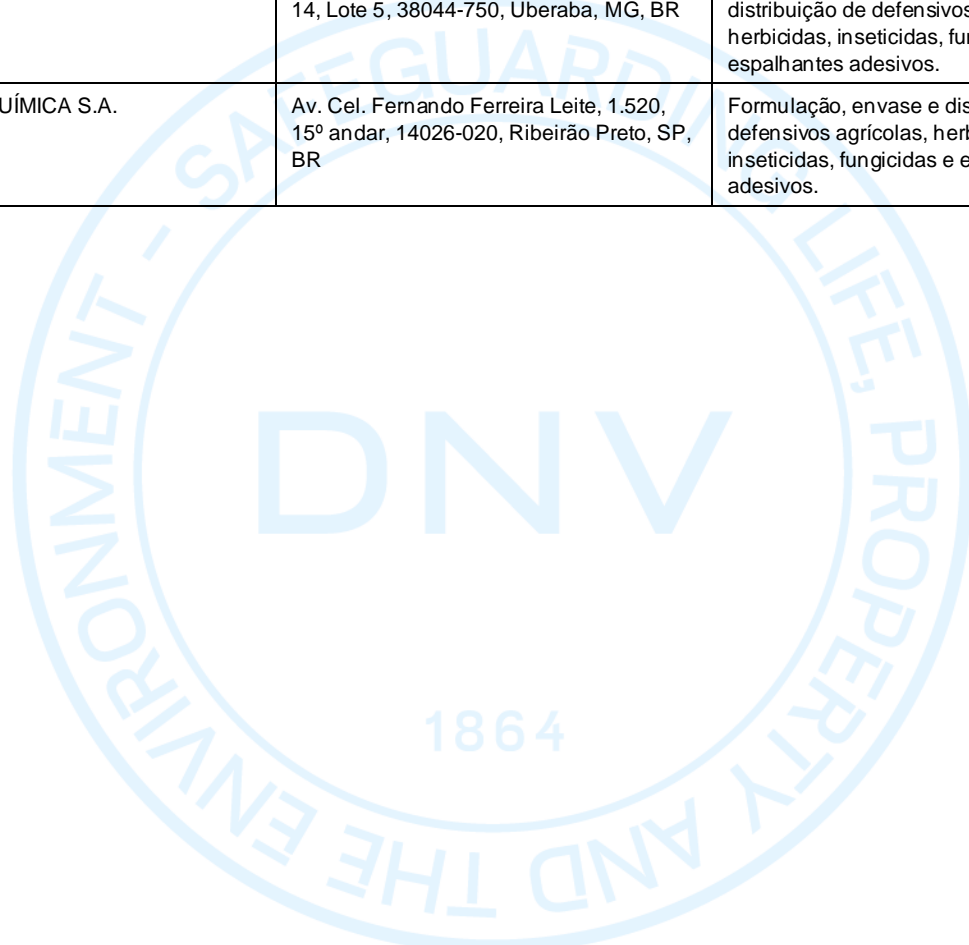 14, Lote 5, 38044-750, Uberaba, MG, BR
distribuição de defensivos
herbicidas, inseticidas, fun
espalhantes adesivos.
UÍMICA S.A.
Av. Cel. Fernando Ferreira Leite, 1.520,
15º andar, 14026-020, Ribeirão Preto, SP,
BR
Formulação, envase e dis
defensivos agrícolas, herb
inseticidas, fungicidas e e
adesivos.
SAFEGUARDING LIFE, PROPERTY AND THE ENVIRONMENT -
DNV
1864